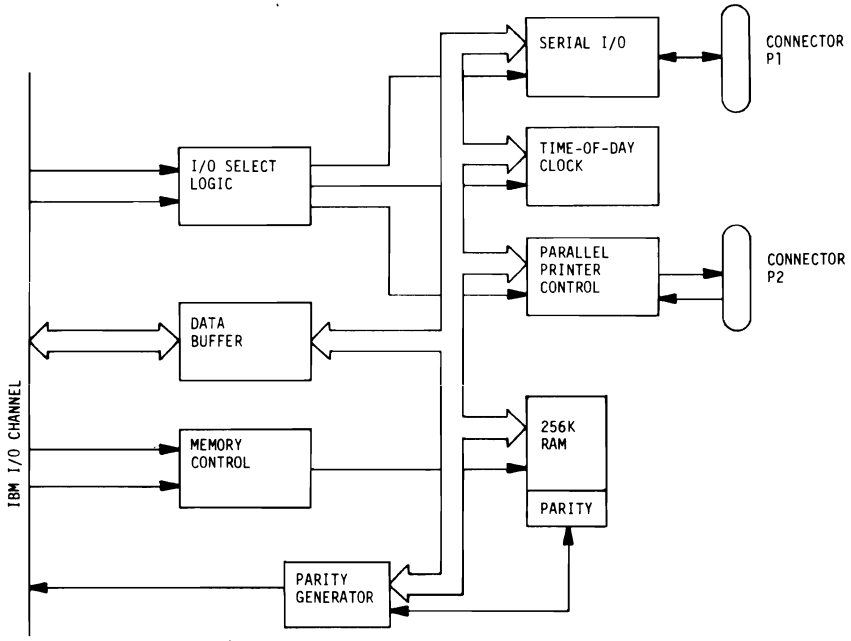 SERIAL I/O
CONNECTOR
P1
I/O SELECT
LOGIC
TIME-OF-DAY
CLOCK
PARALLEL
PRINTER
CONTROL
CONNECTOR
P2
DATA
BUFFER
IBM I/O CHANNEL
MEMORY
CONTROL
256K
RAM
PARITY
PARITY
GENERATOR